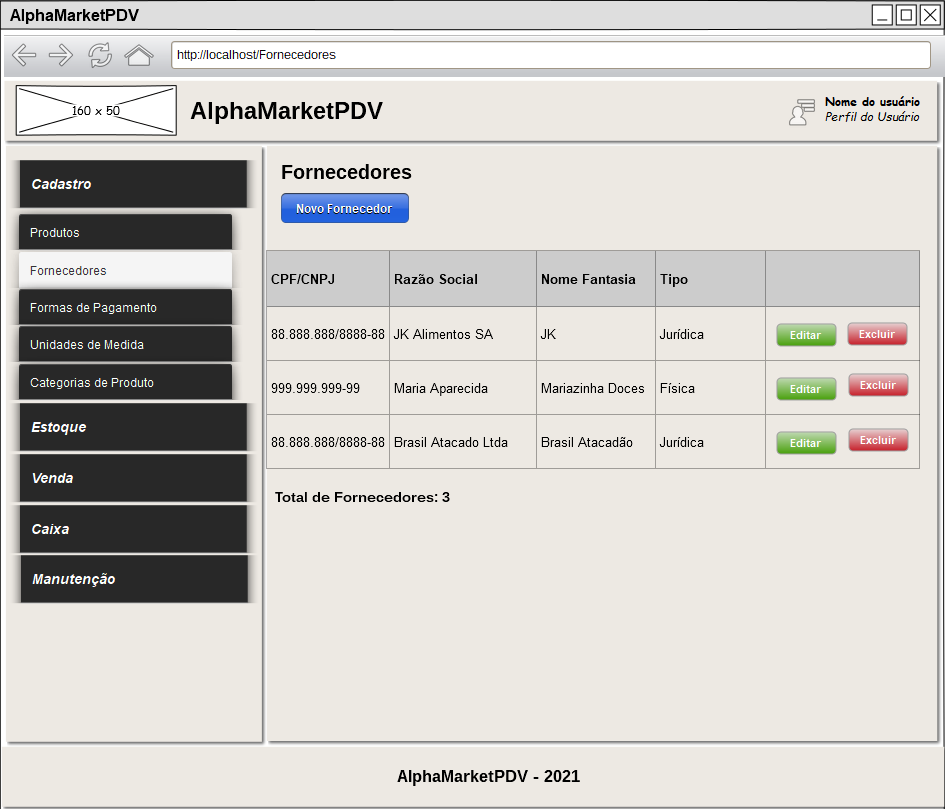 AlphaMarketPDV
http://localhost/Fornecedores
160 x 50
AlphaMarketPDV
Nome do usuário
Perfil do Usuário
Cadastro
Produtos
Fornecedores
Formas de Pagamento
Unidades de Medida
Categorias de Produto
Estoque
Venda
Caixa
Manutenção
Fornecedores
Novo Fornecedor
CPF/CNPJ Razão Social Nome Fantasia Tipo
88.888.888/8888-88 JK Alimentos SA JK Jurídica Editar Excluir
999.999.999-99 Maria Aparecida Mariazinha Doces Física Editar Excluir
88.888.888/8888-88 Brasil Atacado Ltda Brasil Atacadão Jurídica Editar Excluir
Total de Fornecedores: 3
AlphaMarketPDV - 2021